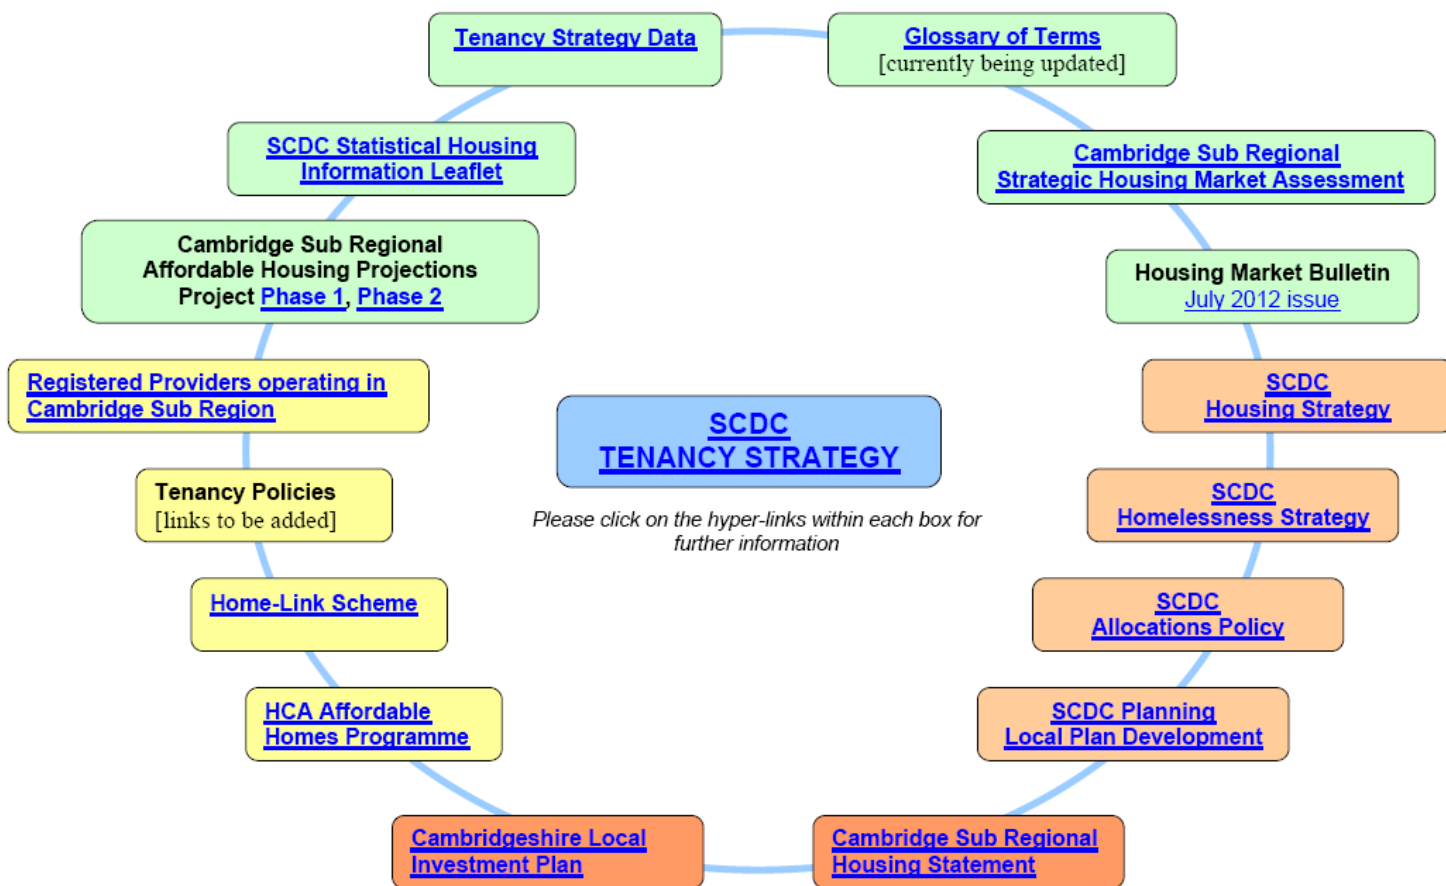 Tenancy Strategy Data
Glossary of Terms
[currently being updated]
SCDC Statistical Housing
Information Leaflet
Cambridge Sub Regional
Strategic Housing Market Assessment
Cambridge Sub Regional
Affordable Housing Projections
Project Phase 1, Phase 2
Housing Market Bulletin
July 2012 issue
Registered Providers operating in
Cambridge Sub Region
SCDC
TENANCY STRATEGY
Please click on the hyper-links within each box for
further information
SCDC
Housing Strategy
Tenancy Policies
[links to be added]
SCDC
Homelessness Strategy
Home-Link Scheme
SCDC
Allocations Policy
HCA Affordable
Homes Programme
SCDC Planning
Local Plan Development
Cambridgeshire Local
Investment Plan
Cambridge Sub Regional
Housing Statement